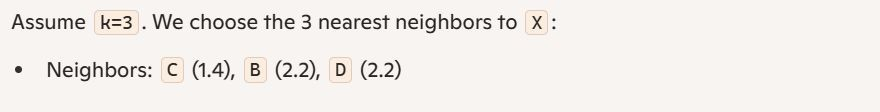 Assume k=3. We choose the 3 nearest neighbors to X:
• Neighbors: C (1.4), B (2.2), D (2.2)